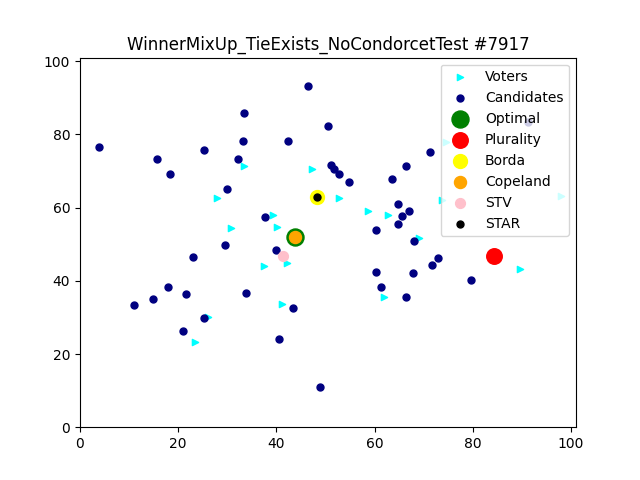 WinnerMixUp_TieExists_NoCondorcetTest #7917
100
80
60
40
20
0
0 20 40 60 80 100
Voters
Candidates
Optimal
Plurality
Borda
Copeland
STV
STAR